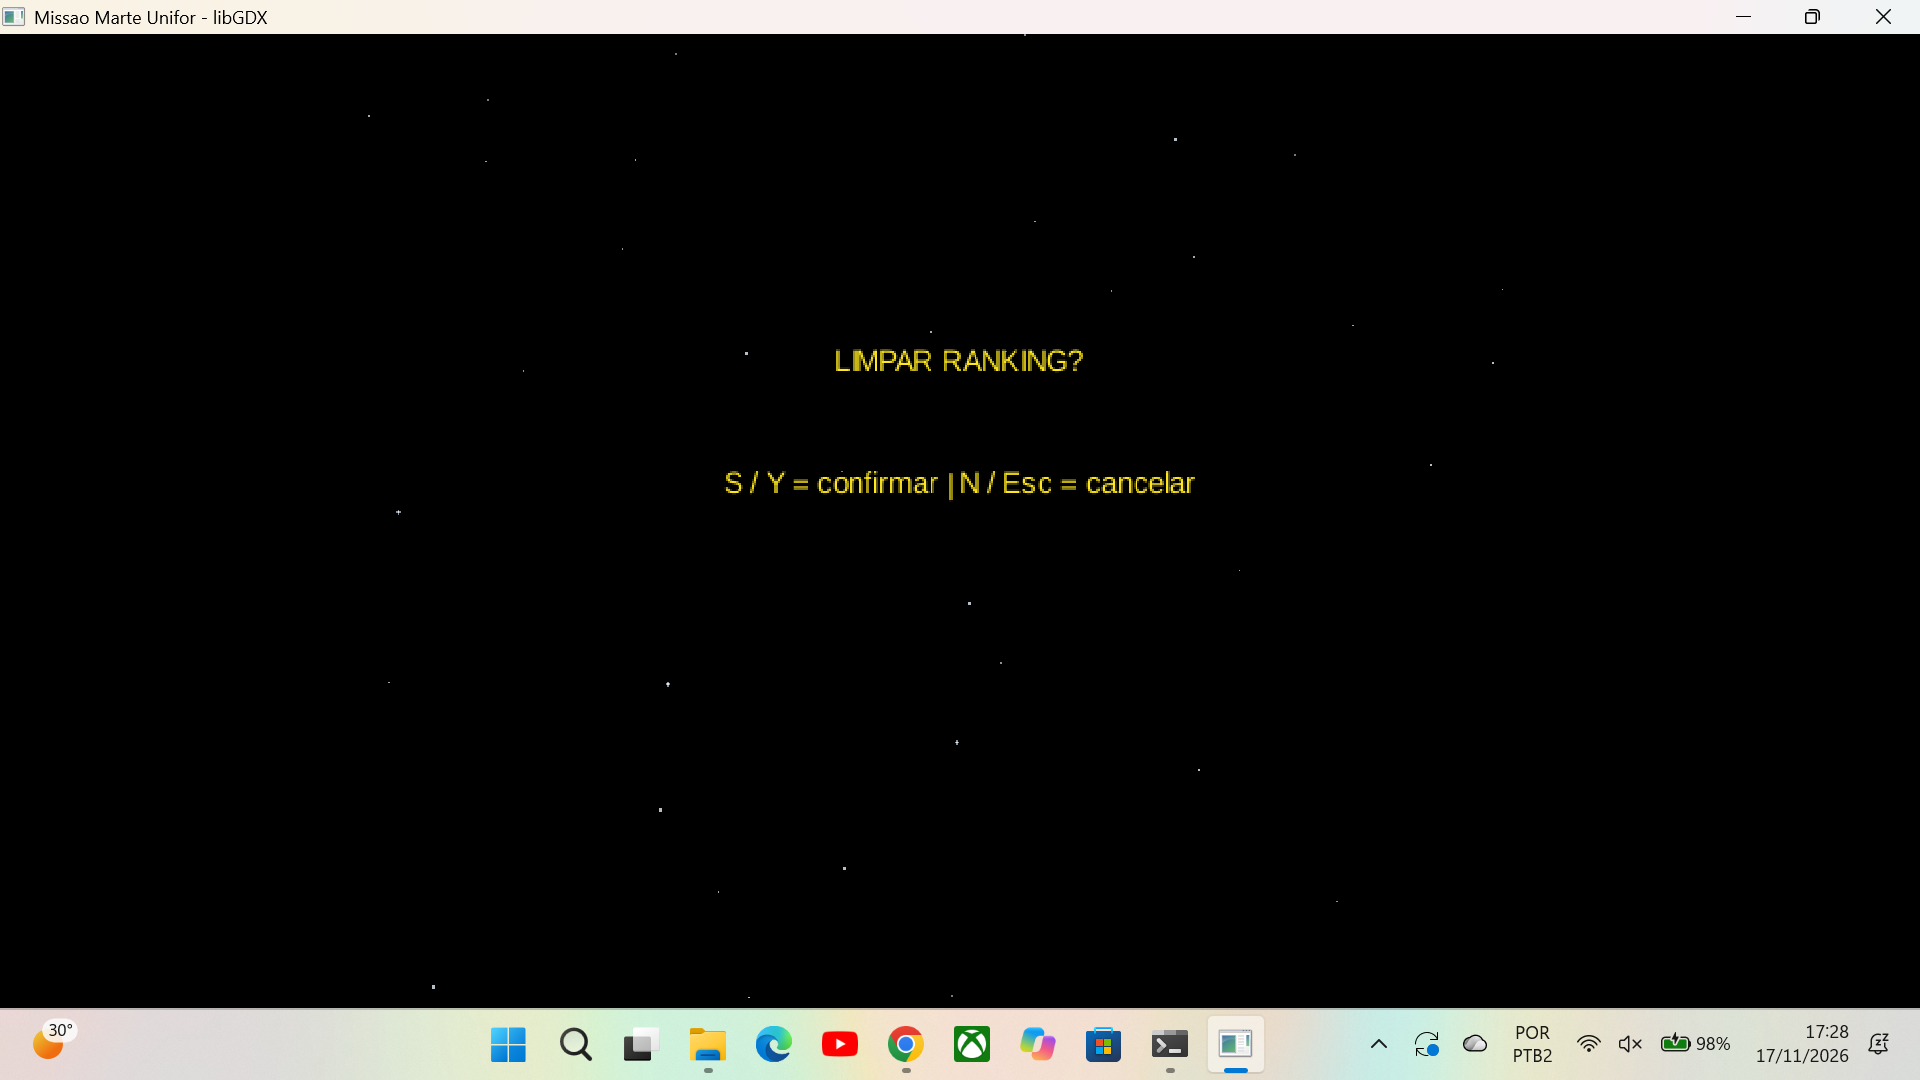 Missao Marte Unifor - libGDX
LIMPAR RANKING?
S / Y = confirmar | N / Esc = cancelar
30°
POR
PTB2
98%
17:28
17/11/2026